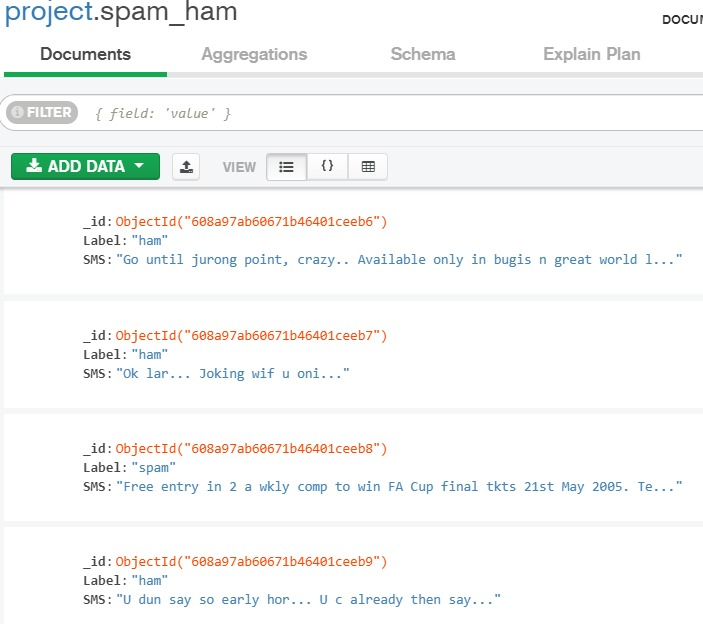 project.spam_ham
Documents Aggregations Schema Explain Plan
FILTER { field: 'value' }
ADD DATA VIEW { }
_id: ObjectId("608a97ab60671b46401ceeb6")
Label: "ham"
SMS: "Go until jurong point, crazy.. Available only in bugis n great world l..."
_id: ObjectId("608a97ab60671b46401ceeb7")
Label: "ham"
SMS: "Ok lar... Joking wif u oni..."
_id: ObjectId("608a97ab60671b46401ceeb8")
Label: "spam"
SMS: "Free entry in 2 a wkly comp to win FA Cup final tkts 21st May 2005. Te..."
_id: ObjectId("608a97ab60671b46401ceeb9")
Label: "ham"
SMS: "U dun say so early hor... U c already then say..."